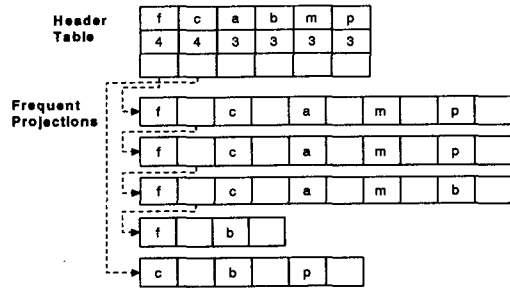 Header Table
f c a b m p
4 4 3 3 3 3
Frequent Projections
f c a m p
f c a m p
f c a m b
f b
c b p